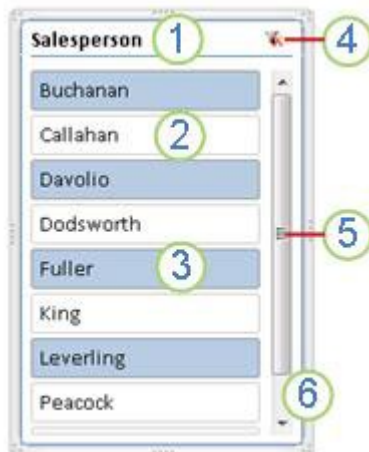 Salesperson 1 4
Buchanan
Callahan 2
Davolio
Dodsworth 5
Fuller 3
King
Leverling
Peacock 6